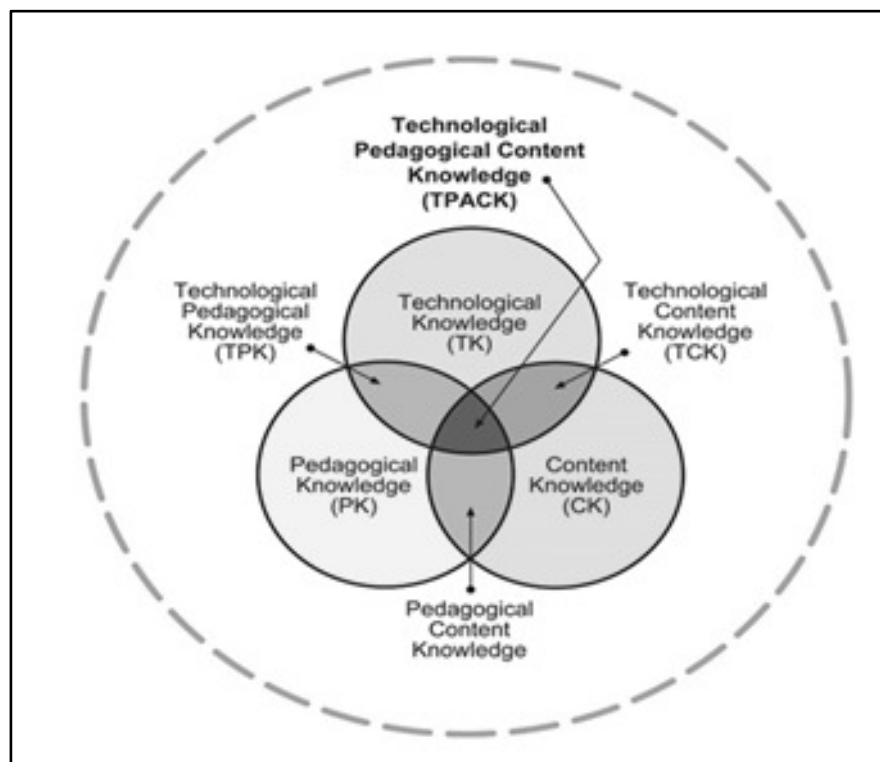 Technological
Pedagogical Content
Knowledge
(TPACK)
Technological
Pedagogical
Knowledge
(TPK)
Technological
Knowledge
(TK)
Technological
Content
Knowledge
(TCK)
Pedagogical
Knowledge
(PK)
Content
Knowledge
(CK)
Pedagogical
Content
Knowledge